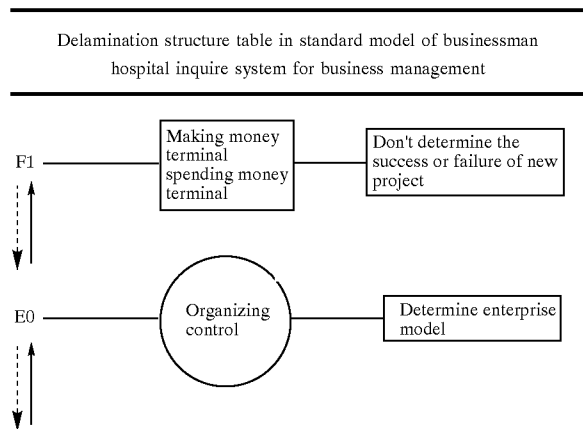 Delamination structure table in standard model of businessman
hospital inquire system for business management
F1
Making money
terminal
spending money
terminal
Don't determine the
success or failure of new
project
E0
Organizing
control
Determine enterprise
model